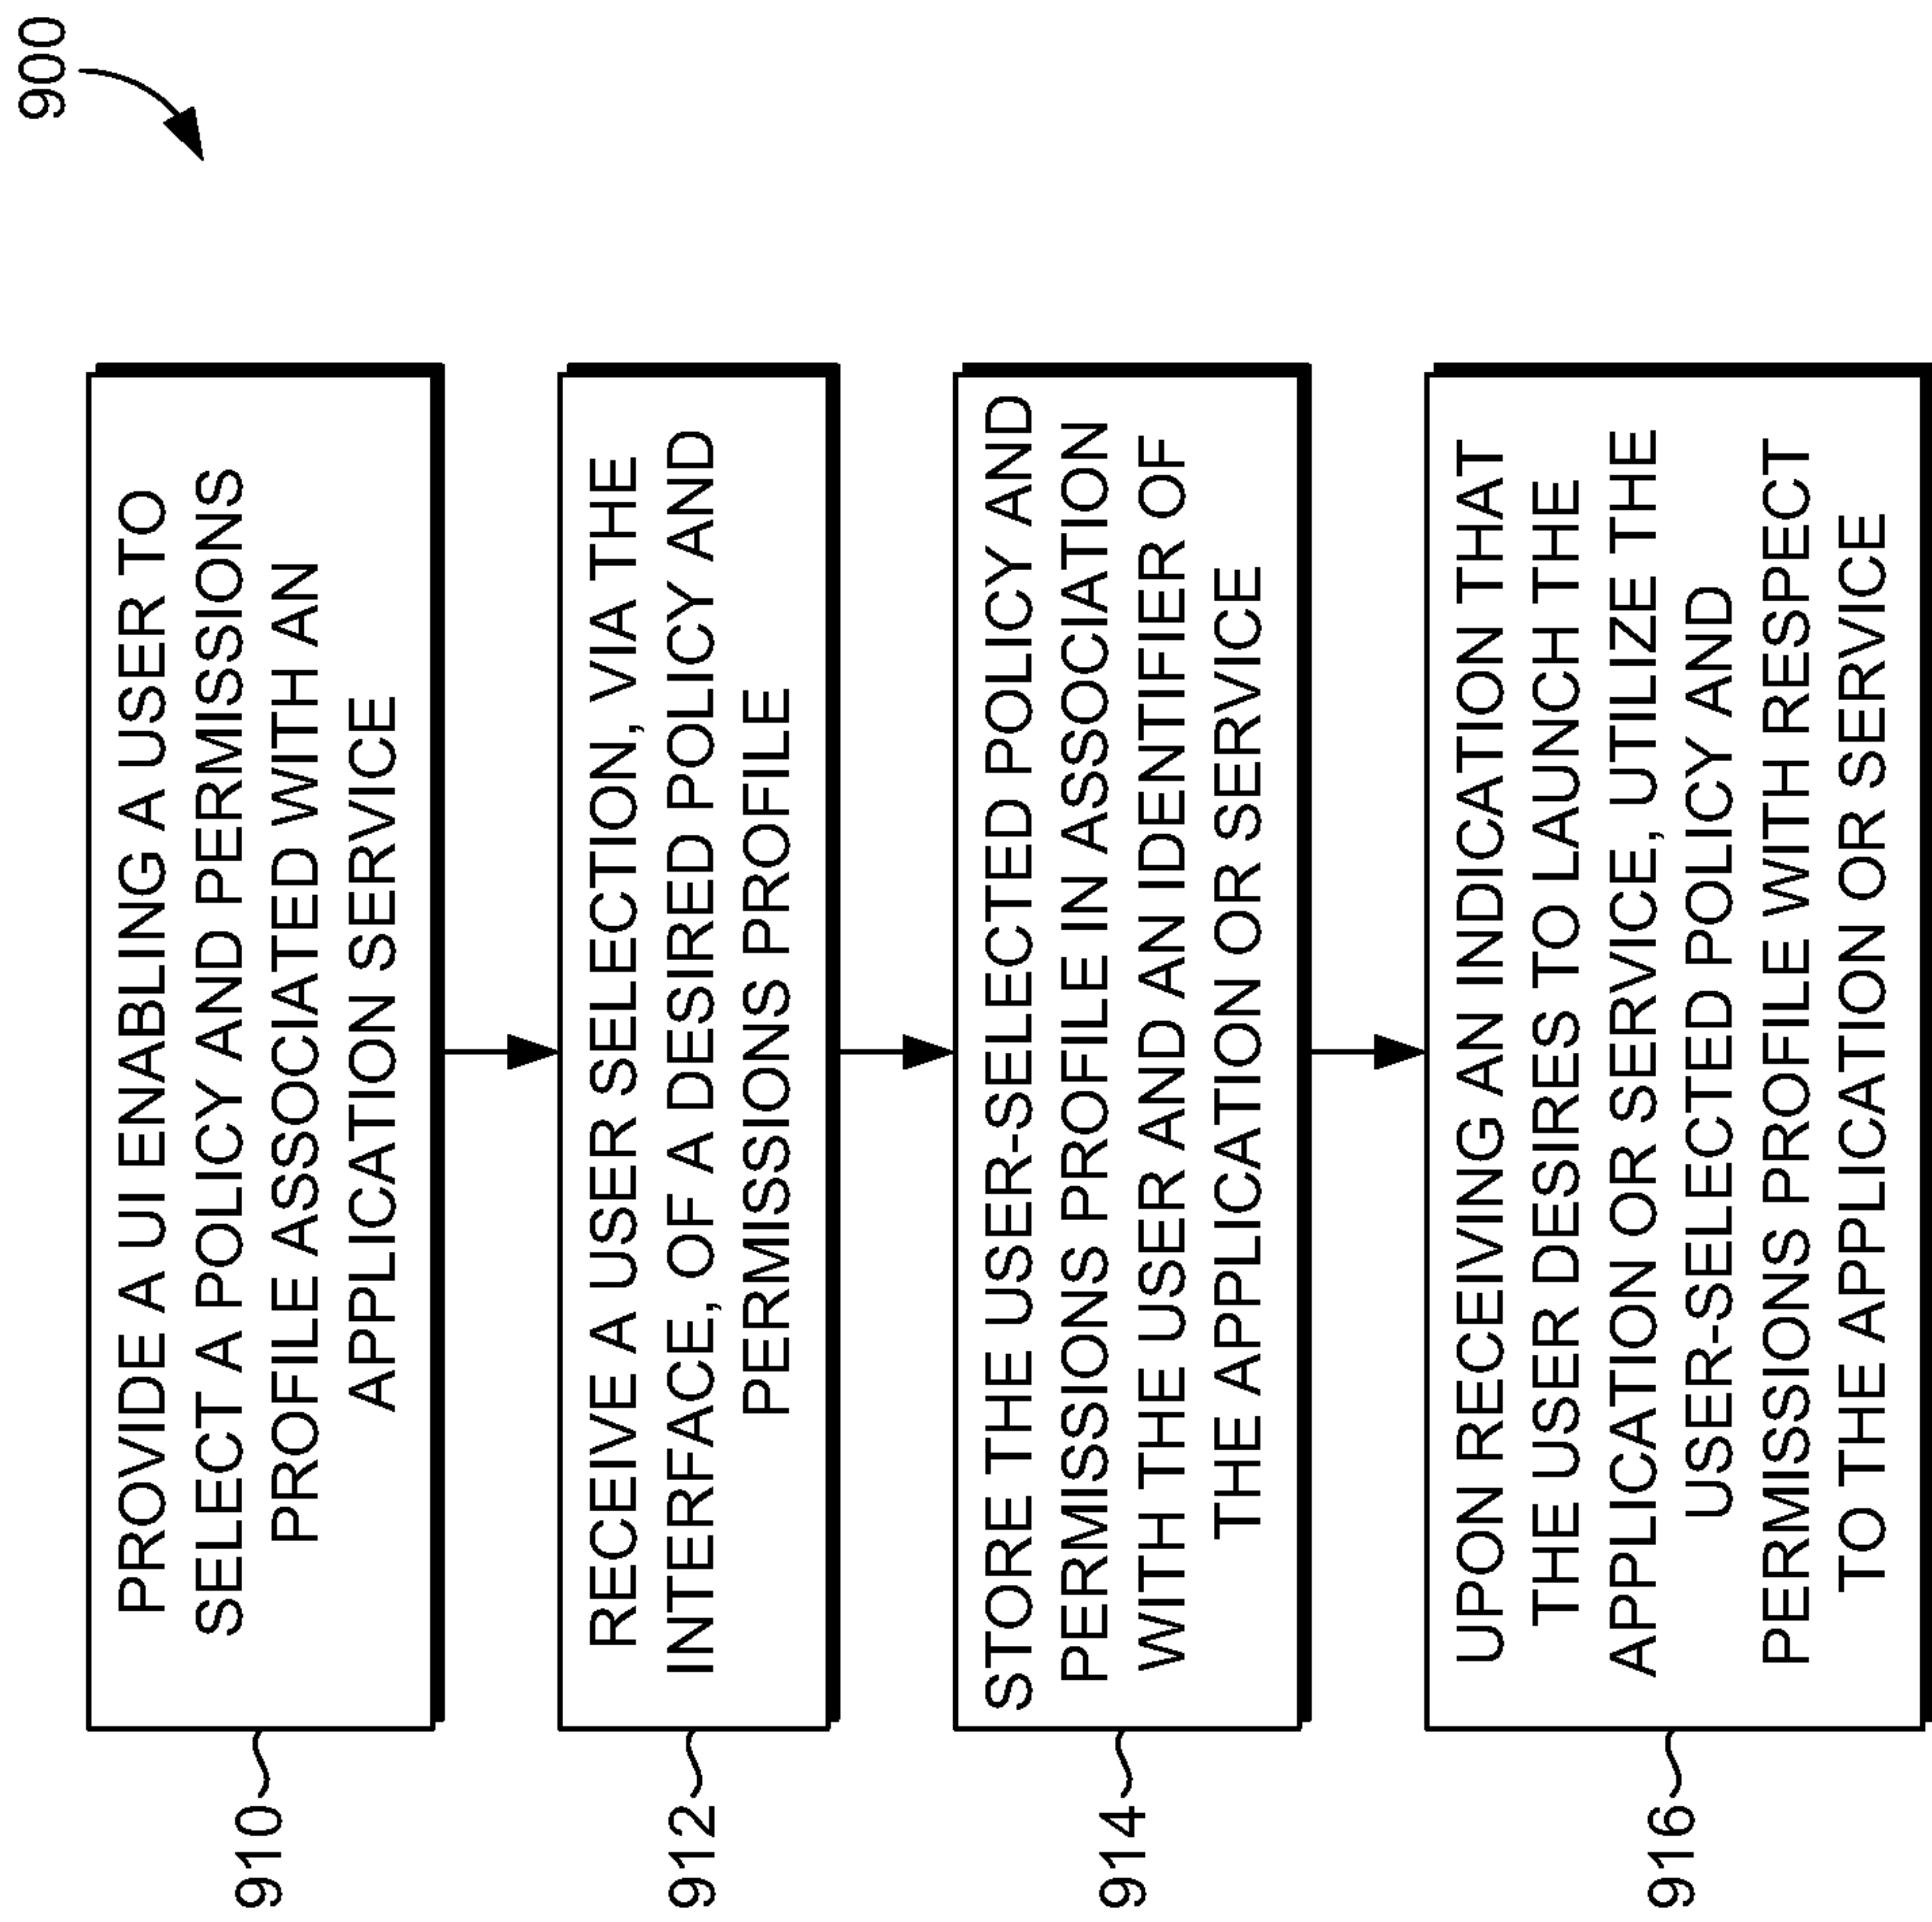 900
910
PROVIDE A UI ENABLING A USER TO
SELECT A POLICY AND PERMISSIONS
PROFILE ASSOCIATED WITH AN
APPLICATION SERVICE
912
RECEIVE A USER SELECTION, VIA THE
INTERFACE, OF A DESIRED POLICY AND
PERMISSIONS PROFILE
914
STORE THE USER-SELECTED POLICY AND
PERMISSIONS PROFILE IN ASSOCIATION
WITH THE USER AND AN IDENTIFIER OF
THE APPLICATION OR SERVICE
916
UPON RECEIVING AN INDICATION THAT
THE USER DESIRES TO LAUNCH THE
APPLICATION OR SERVICE, UTILIZE THE
USER-SELECTED POLICY AND
PERMISSIONS PROFILE WITH RESPECT
TO THE APPLICATION OR SERVICE